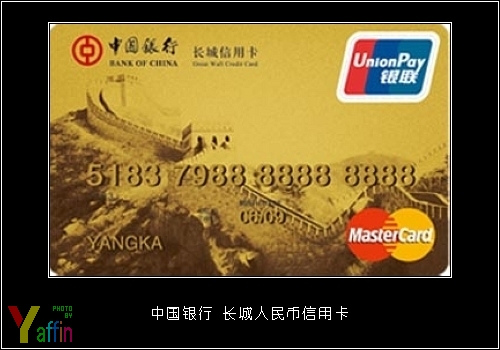 中国银行
BANK OF CHINA
长城信用卡
Great Wall Credit Card
UnionPay
银联
5183 7988 8888 8888
06/09
YANGKA
MasterCard
PHOTO
BY
Yaffin
中国银行 长城人民币信用卡